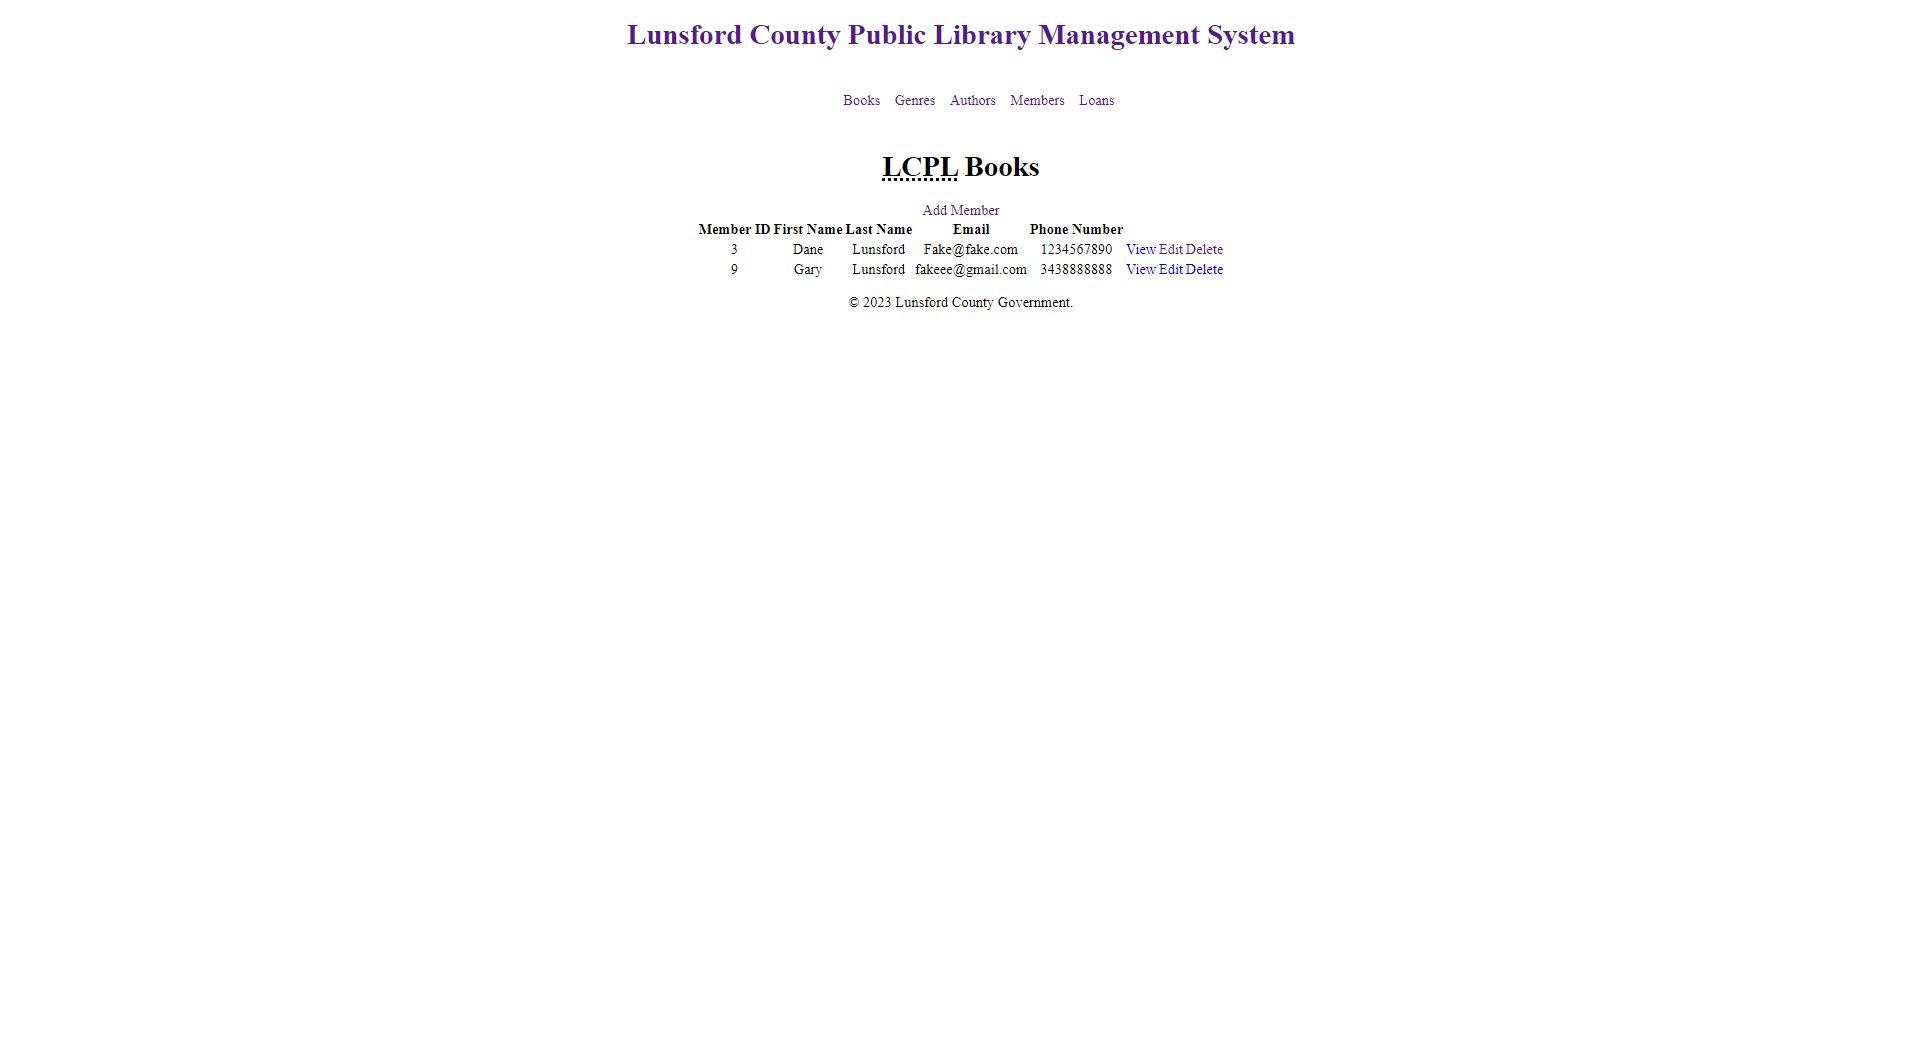 Lunsford County Public Library Management System
Books Genres Authors Members Loans
LCPL Books
Add Member
Member ID First Name Last Name Email Phone Number
3 Dane Lunsford Fake@fake.com 1234567890 View Edit Delete
9 Gary Lunsford fakeee@gmail.com 3438888888 View Edit Delete
© 2023 Lunsford County Government.